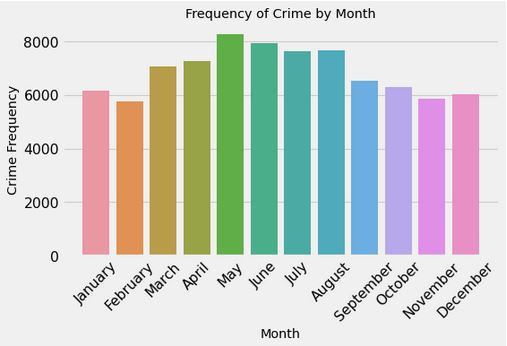 Frequency of Crime by Month
Crime Frequency
8000
6000
4000
2000
0
January
February
March
April
May
June
July
August
September
October
November
December
Month